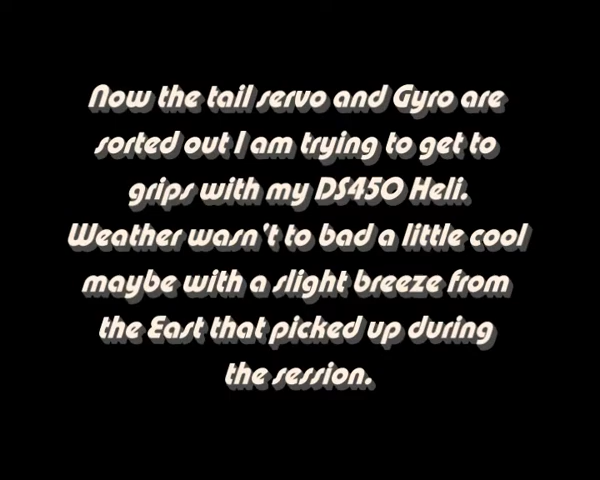 Now the tail servo and Gyro are
sorted out I am trying to get to
grips with my DS450 Heli.
Weather wasn't to bad a little cool
maybe with a slight breeze from
the East that picked up during
the session.